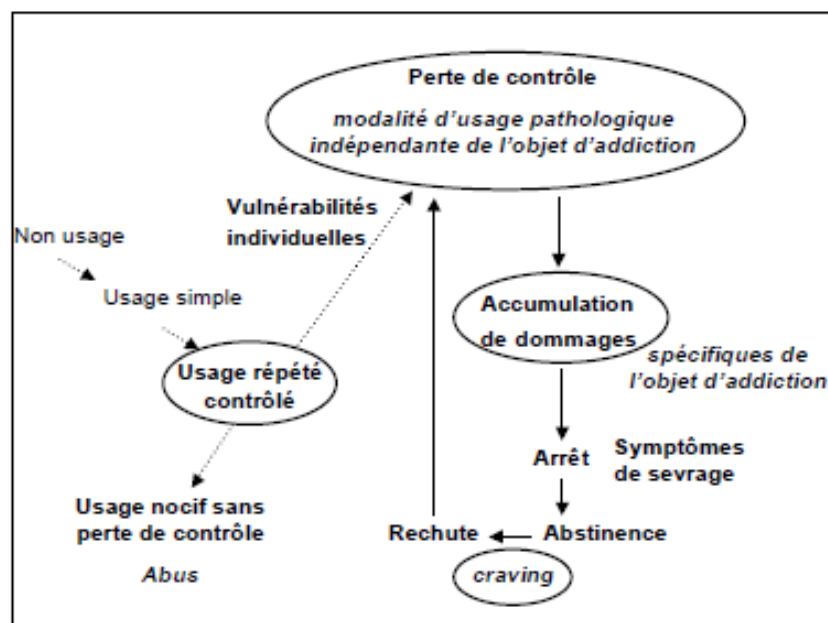 Perte de contrôle
modalité d'usage pathologique
indépendante de l'objet d'addiction
Vulnérabilités
individuelles
Non usage
Usage simple
Usage répété
contrôlé
Usage nocif sans
perte de contrôle
Abus
Accumulation
de dommages
spécifiques de
l'objet d'addiction
Arrêt
Symptômes
de sevrage
Abstinence
Rechute
craving